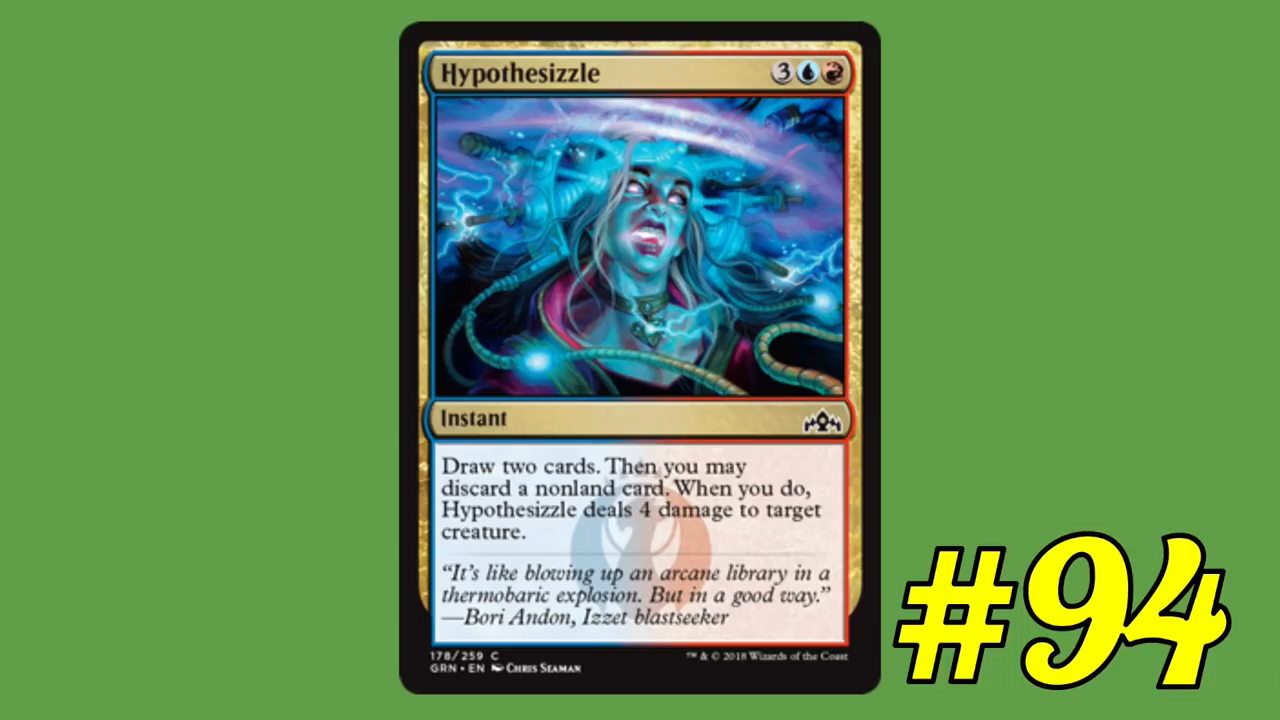 Hypothesizzle
3
Instant
Draw two cards. Then you may
discard a nonland card. When you do,
Hypothesizzle deals 4 damage to target
creature.
“It’s like blowing up an arcane library in a
thermobaric explosion. But in a good way.”
—Bori Andon, Izzet blastseeker
178/259 C
GRN • EN Chris Seaman
™ & © 2018 Wizards of the Coast
#94